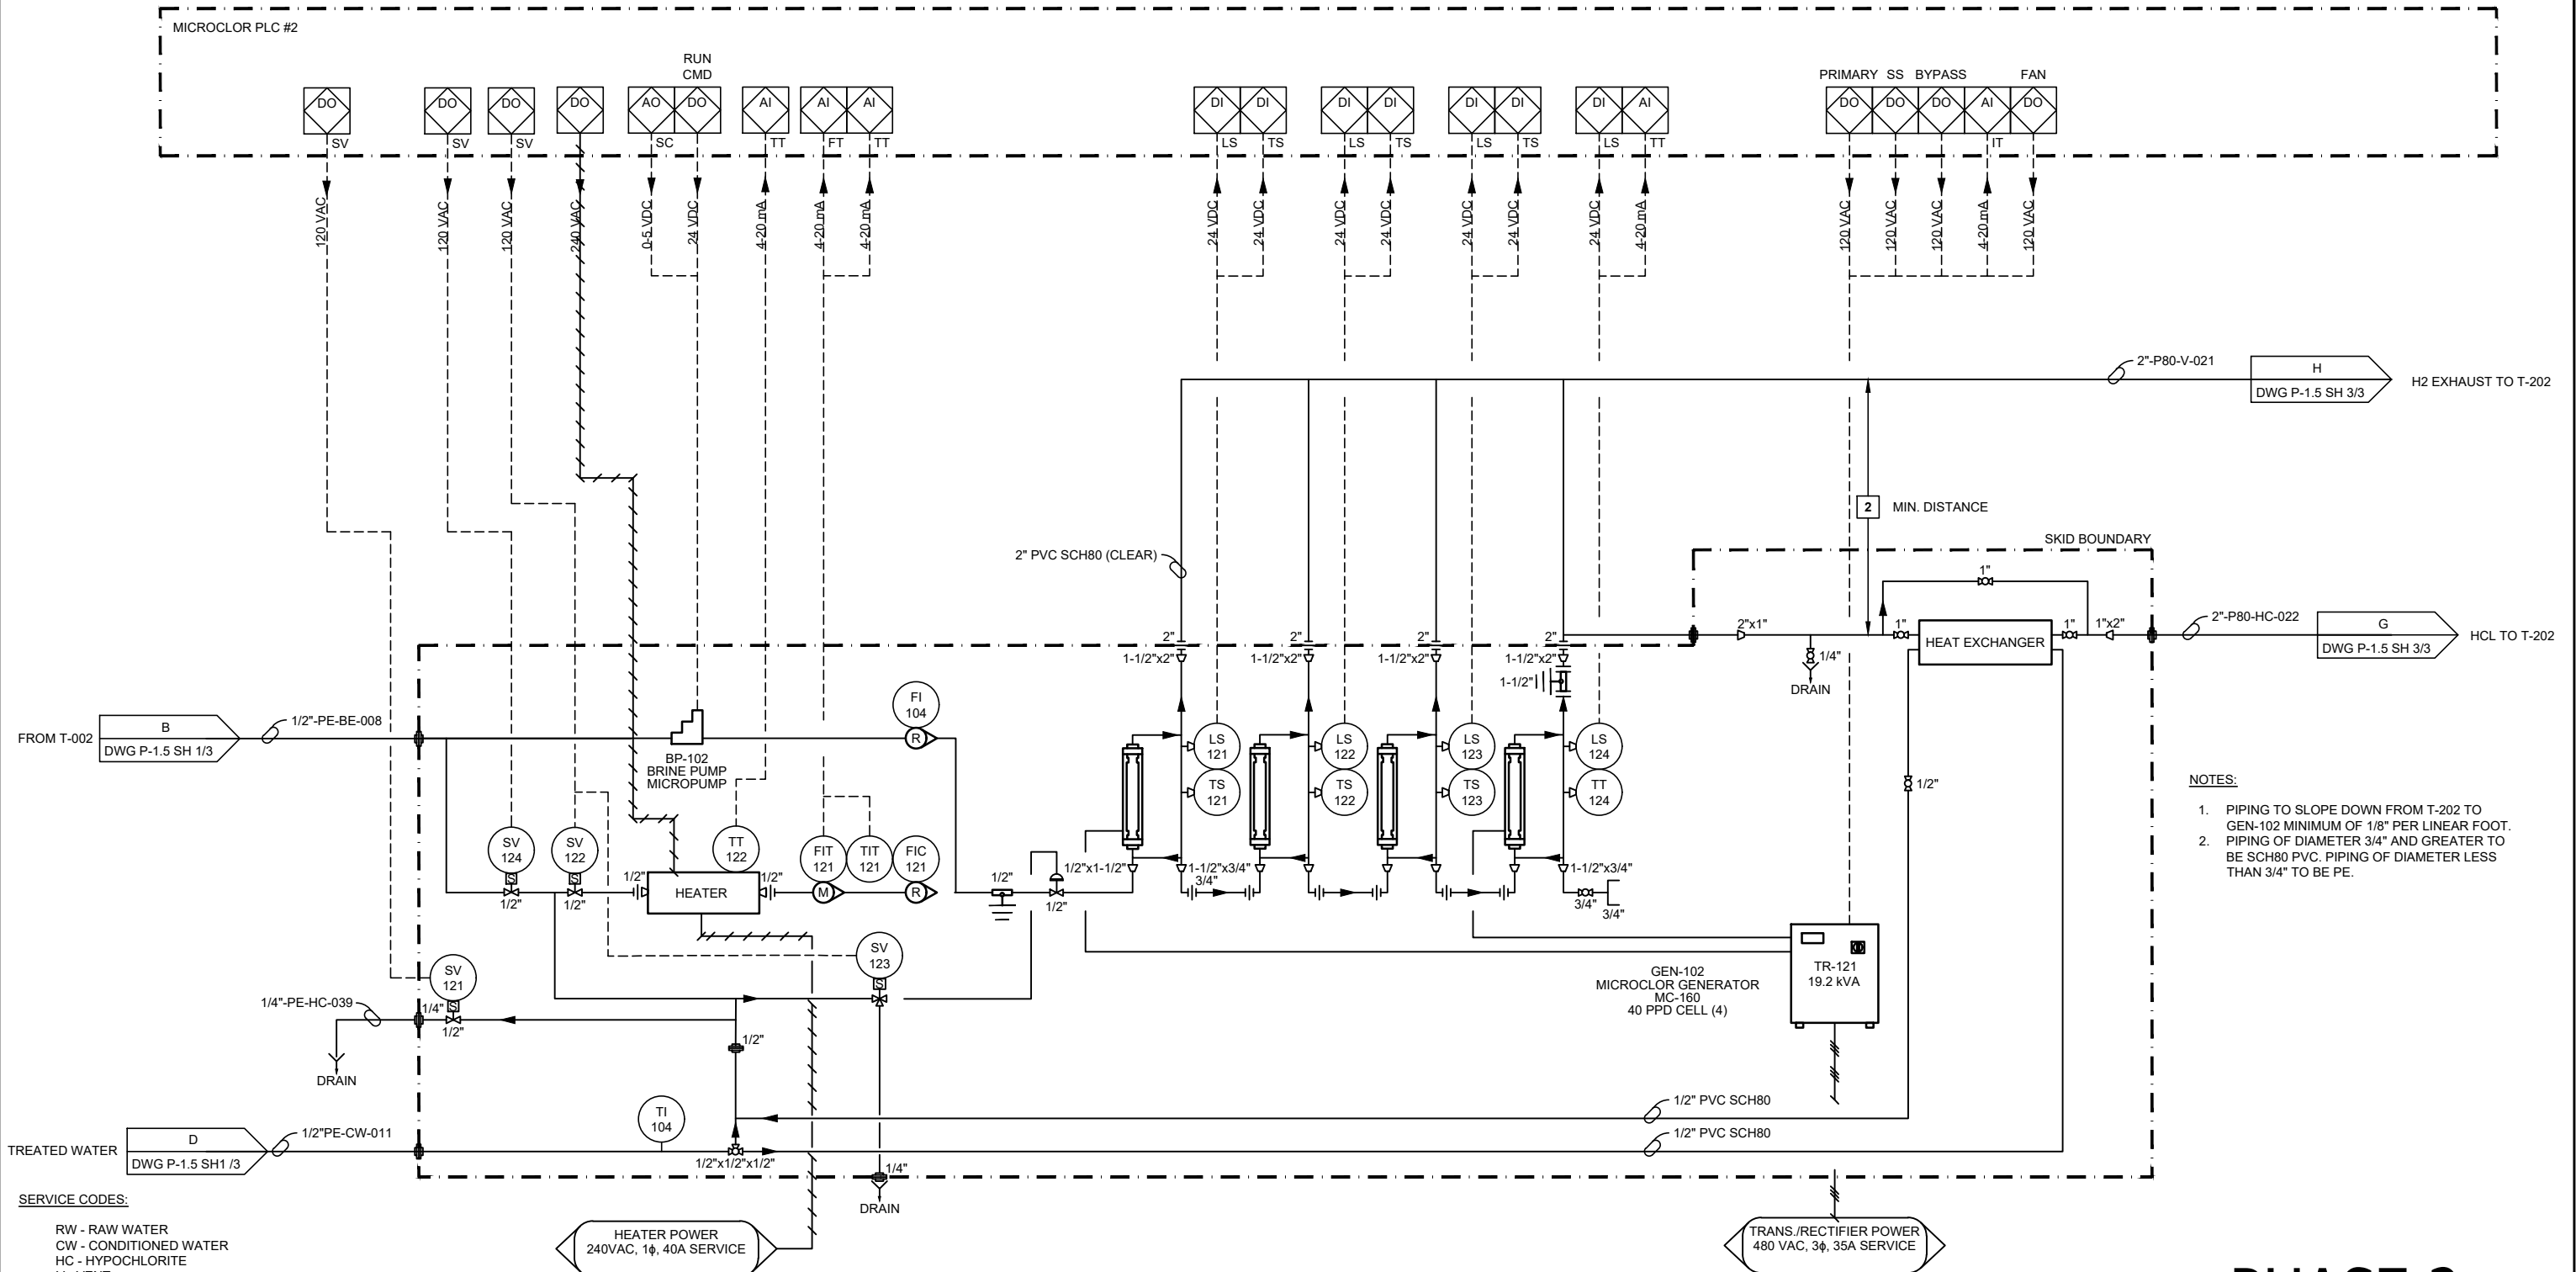 MICROCLOR PLC #2
RUN
CMD
PRIMARY SS BYPASS FAN
DO DO DO DO AO DO AI AI AI DI DI DI DI DI DI DI AI DO DO DO AI DO
SV SV SV SC TT FT TT LS TS LS TS LS TS LS TT IT
120 VAC 120 VAC 120 VAC 240 VAC 0-5 VDC 24 VDC 4-20 mA 4-20 mA 4-20 mA 24 VDC 24 VDC 24 VDC 24 VDC 24 VDC 24 VDC 24 VDC 4-20 mA 120 VAC 120 VAC 120 VAC 4-20 mA 120 VAC
2"-P80-V-021
H
DWG P-1.5 SH 3/3
H2 EXHAUST TO T-202
2 MIN. DISTANCE
SKID BOUNDARY
2" PVC SCH80 (CLEAR)
1"
2"x1" 1" HEAT EXCHANGER 1" 1"x2"
2"-P80-HC-022
G
DWG P-1.5 SH 3/3
HCL TO T-202
2" 2" 2" 2"
1-1/2"x2" 1-1/2"x2" 1-1/2"x2" 1-1/2"x2"
1-1/2"
1/4"
DRAIN
FROM T-002
B
DWG P-1.5 SH 1/3
1/2"-PE-BE-008
BP-102
BRINE PUMP
MICROPUMP
FI
104
R
LS
121
LS
122
LS
123
LS
124
TS
121
TS
122
TS
123
TT
124
1/2"
NOTES:
1. PIPING TO SLOPE DOWN FROM T-202 TO
GEN-102 MINIMUM OF 1/8" PER LINEAR FOOT.
2. PIPING OF DIAMETER 3/4" AND GREATER TO
BE SCH80 PVC. PIPING OF DIAMETER LESS
THAN 3/4" TO BE PE.
SV
124
SV
122
TT
122
FIT
121
TIT
121
FIC
121
S S
1/2" HEATER 1/2" M R
1/2" 1/2"
1/2" 1/2"
1/2"x1-1/2" 1-1/2"x3/4" 1-1/2"x3/4"
3/4"
3/4" 3/4"
SV
123
S
SV
121
S
1/4"-PE-HC-039
1/4"
1/2"
DRAIN
1/2"
GEN-102
MICROCLOR GENERATOR
MC-160
40 PPD CELL (4)
TR-121
19.2 kVA
TI
104
1/2" PVC SCH80
1/2" PVC SCH80
TREATED WATER
D
DWG P-1.5 SH1 /3
1/2"PE-CW-011
1/2"x1/2"x1/2"
1/4"
DRAIN
SERVICE CODES:
RW - RAW WATER
CW - CONDITIONED WATER
HC - HYPOCHLORITE
HEATER POWER
240VAC, 1ϕ, 40A SERVICE
TRANS./RECTIFIER POWER
480 VAC, 3ϕ, 35A SERVICE